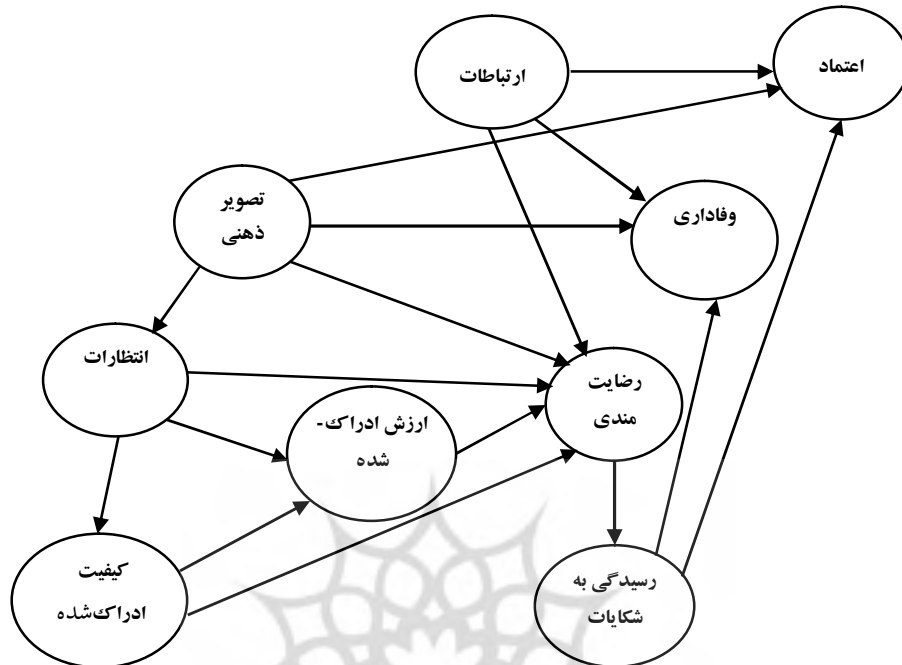 ارتباطات
اعتماد
تصویر
ذهنی
وفاداری
انتظارات
رضایت
مندی
ارزش ادراک-
شده
کیفیت
ادراک‌شده
رسیدگی به
شکایات